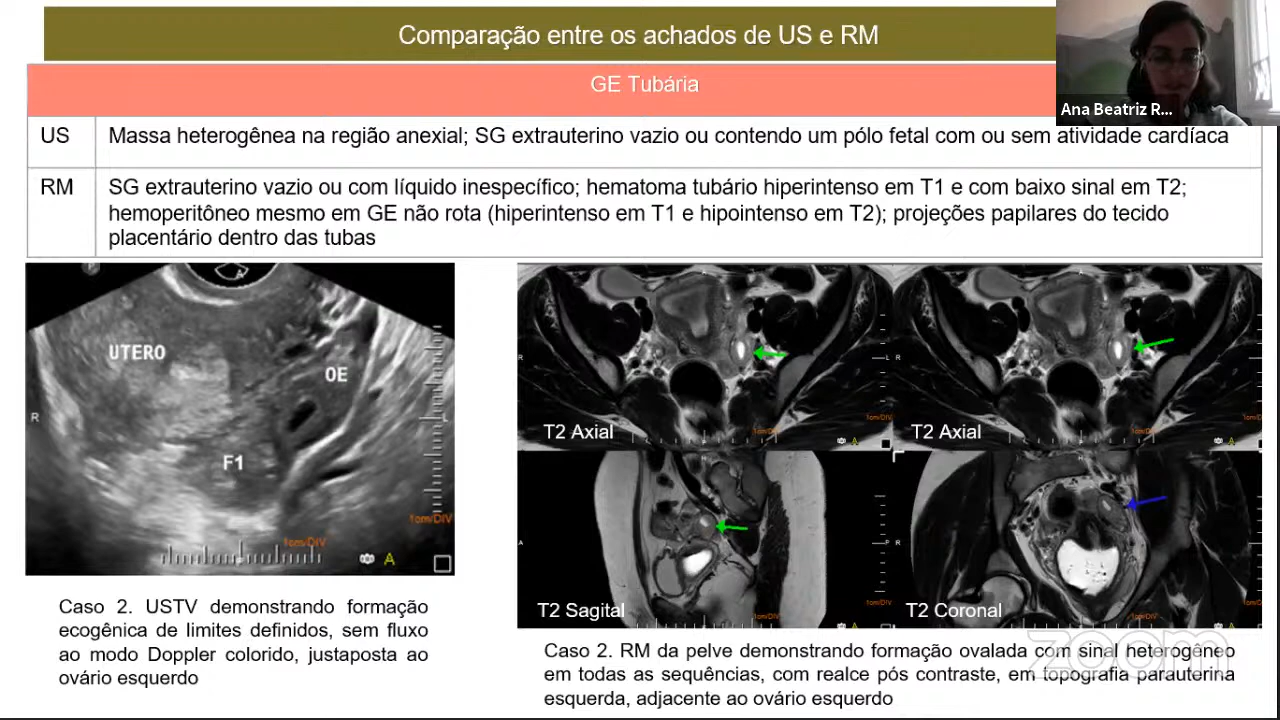 Comparação entre os achados de US e RM
GE Tubária
Ana Beatriz R...
US
Massa heterogênea na região anexial; SG extrauterino vazio ou contendo um pólo fetal com ou sem atividade cardíaca
RM
SG extrauterino vazio ou com líquido inespecífico; hematoma tubário hiperintenso em T1 e com baixo sinal em T2;
hemoperitôneo mesmo em GE não rota (hiperintenso em T1 e hipointenso em T2); projeções papilares do tecido
placentário dentro das tubas
UTERO
OE
F1
R
1cm/DIV
1cm/DIV
A
T2 Axial
T2 Axial
T2 Sagital
T2 Coronal
Caso 2. USTV demonstrando formação
ecogênica de limites definidos, sem fluxo
ao modo Doppler colorido, justaposta ao
ovário esquerdo
Caso 2. RM da pelve demonstrando formação ovalada com sinal heterogêneo
em todas as sequências, com realce pós contraste, em topografia parauterina
esquerda, adjacente ao ovário esquerdo
zoom